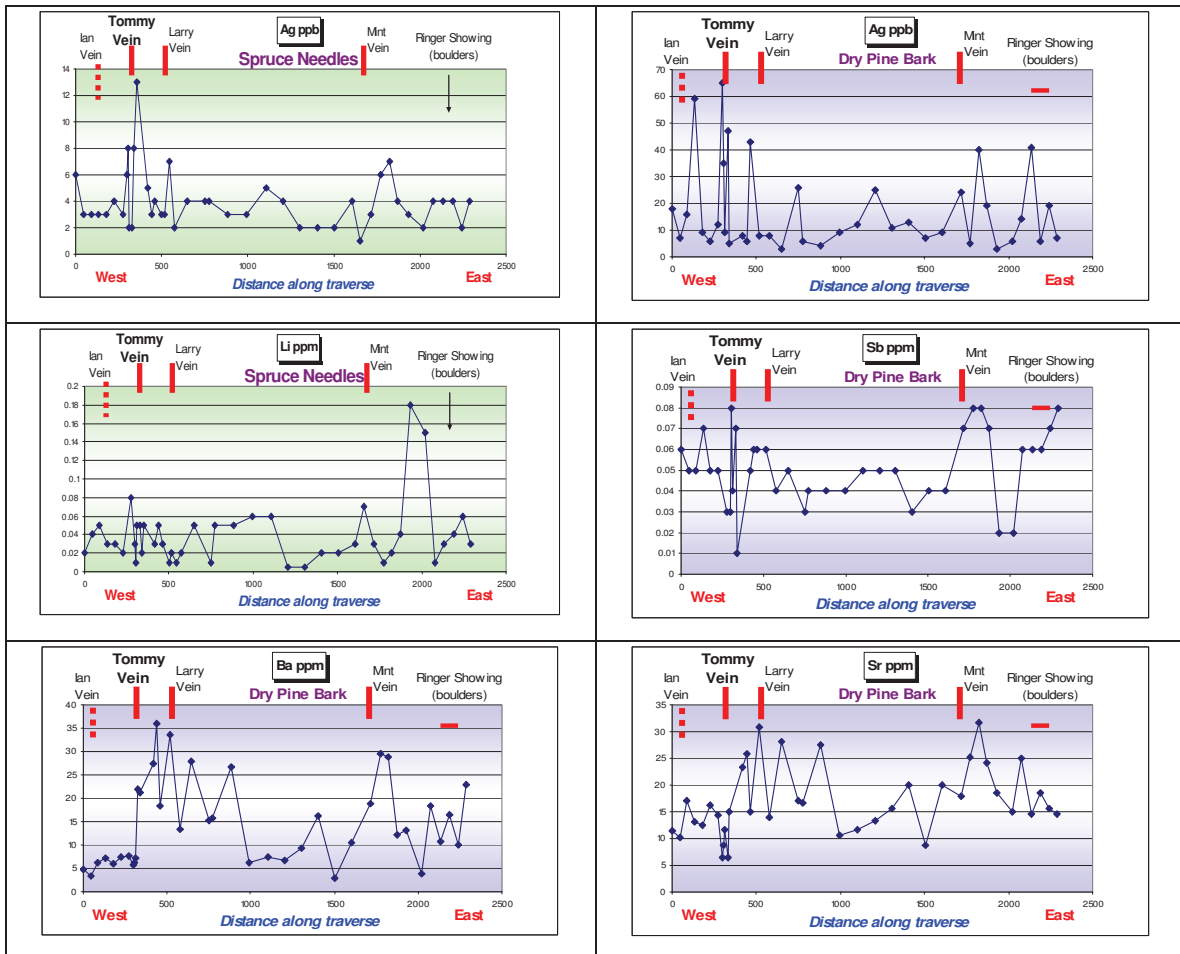 Ian
Vein
Tommy
Vein
Larry
Vein
Ag ppb
Spruce Needles
Mnt
Vein
Ringer Showing
(boulders)
14
12
10
8
6
4
2
0
0 500 1000 1500 2000 2500
West
Distance along traverse
East
Ian
Vein
Tommy
Vein
Larry
Vein
Ag ppb
Dry Pine Bark
Mnt
Vein
Ringer Showing
(boulders)
70
60
50
40
30
20
10
0
0 500 1000 1500 2000 2500
West
Distance along traverse
East
Ian
Vein
Tommy
Vein
Larry
Vein
Li ppm
Spruce Needles
Mnt
Vein
Ringer Showing
(boulders)
0.2
0.18
0.16
0.14
0.12
0.1
0.08
0.06
0.04
0.02
0
0 500 1000 1500 2000 2500
West
Distance along traverse
East
Ian
Vein
Tommy
Vein
Larry
Vein
Sb ppm
Dry Pine Bark
Mnt
Vein
Ringer Showing
(boulders)
0.09
0.08
0.07
0.06
0.05
0.04
0.03
0.02
0.01
0
0 500 1000 1500 2000 2500
West
Distance along traverse
East
Ian
Vein
Tommy
Vein
Larry
Vein
Ba ppm
Dry Pine Bark
Mnt
Vein
Ringer Showing
(boulders)
40
35
30
25
20
15
10
5
0
0 500 1000 1500 2000 2500
West
Distance along traverse
East
Ian
Vein
Tommy
Vein
Larry
Vein
Sr ppm
Dry Pine Bark
Mnt
Vein
Ringer Showing
(boulders)
35
30
25
20
15
10
5
0
0 500 1000 1500 2000 2500
West
Distance along traverse
East